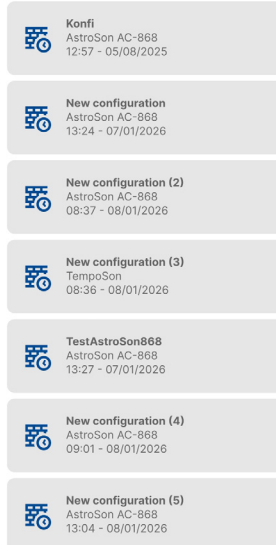 Konfi
AstroSon AC-868
12:57 - 05/08/2025
New configuration
AstroSon AC-868
13:24 - 07/01/2026
New configuration (2)
AstroSon AC-868
08:37 - 08/01/2026
New configuration (3)
TempoSon
08:36 - 08/01/2026
TestAstroSon868
AstroSon AC-868
13:27 - 07/01/2026
New configuration (4)
AstroSon AC-868
09:01 - 08/01/2026
New configuration (5)
AstroSon AC-868
13:04 - 08/01/2026